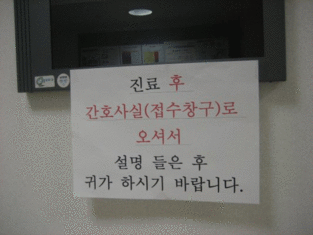 진료 후
간호사실(접수창구)로
오셔서
설명 들은 후
귀가 하시기 바랍니다.